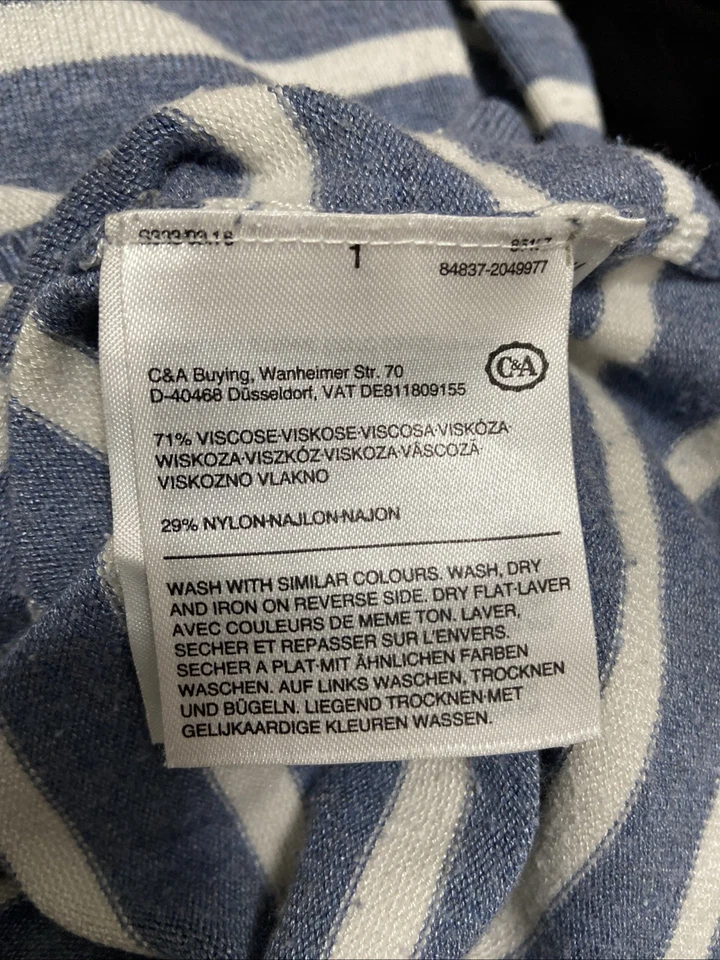 1
84837-2049977
C&A
C&A Buying, Wanheimer Str. 70
D-40468 Düsseldorf, VAT DE811809155
71% VISCOSE·VISKOSE·VISCOSA·VISKÓZA·
WISKOZA·VISZKÓZ·VISKOZA·VÂSCOZĂ
VISKOZNO VLAKNO
29% NYLON·NAJLON·NAJON
WASH WITH SIMILAR COLOURS. WASH, DRY
AND IRON ON REVERSE SIDE. DRY FLAT·LAVER
AVEC COULEURS DE MEME TON. LAVER,
SECHER ET REPASSER SUR L'ENVERS.
SECHER A PLAT·MIT ÄHNLICHEN FARBEN
WASCHEN. AUF LINKS WASCHEN, TROCKNEN
UND BÜGELN. LIEGEND TROCKNEN·MET
GELIJKAARDIGE KLEUREN WASSEN.